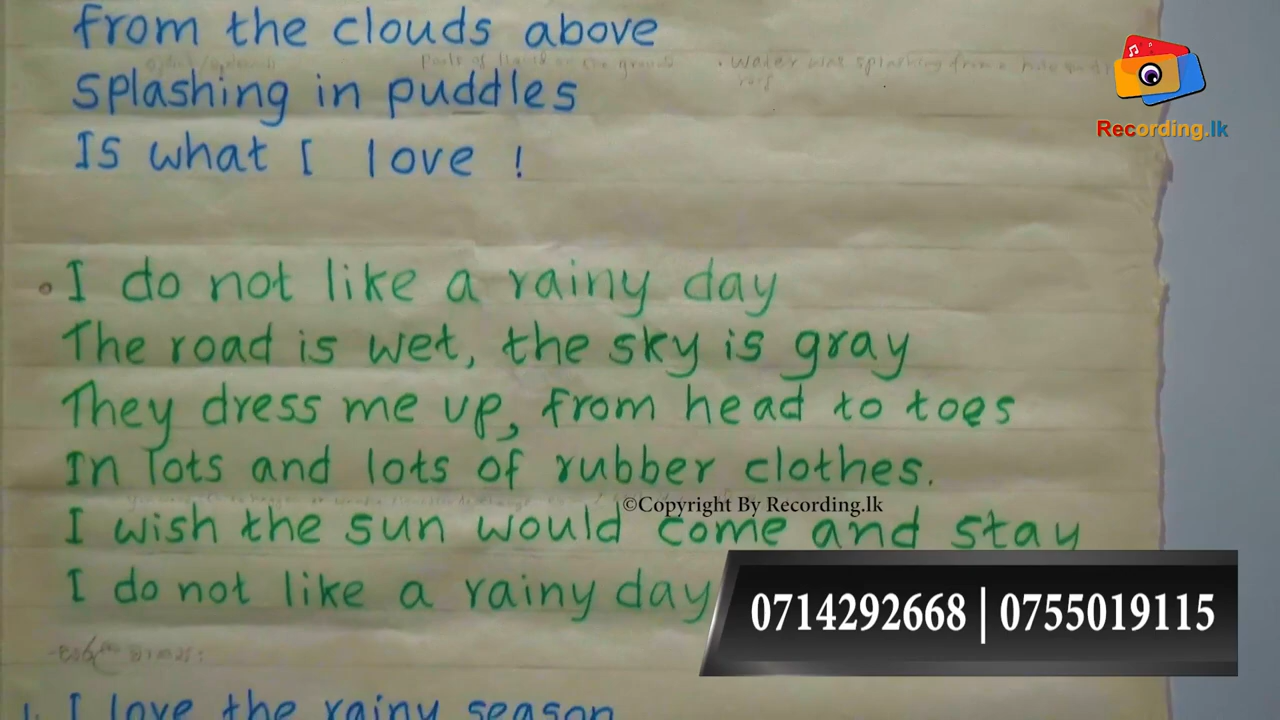 from the clouds above
Splashing in puddles
Is what I love !
I do not like a rainy day
The road is wet, the sky is gray
They dress me up, from head to toes
In lots and lots of rubber clothes.
I wish the sun would come and stay
I do not like a rainy day
1. I love the rainy season
Recording.lk
©Copyright By Recording.lk
0714292668 | 0755019115